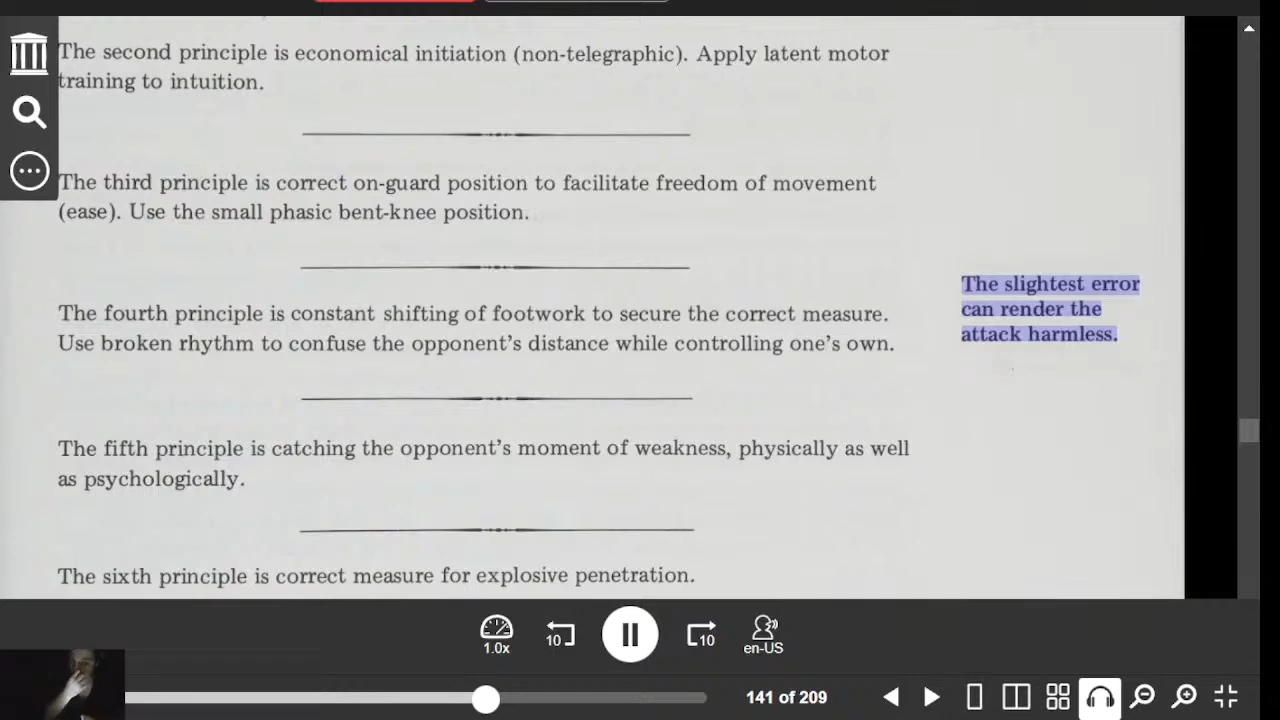 The second principle is economical initiation (non-telegraphic). Apply latent motor
training to intuition.
The third principle is correct on-guard position to facilitate freedom of movement
(ease). Use the small phasic bent-knee position.
The slightest error
can render the
attack harmless.
The fourth principle is constant shifting of footwork to secure the correct measure.
Use broken rhythm to confuse the opponent's distance while controlling one's own.
The fifth principle is catching the opponent's moment of weakness, physically as well
as psychologically.
The sixth principle is correct measure for explosive penetration.
1.0x
10
10
en-US
141 of 209